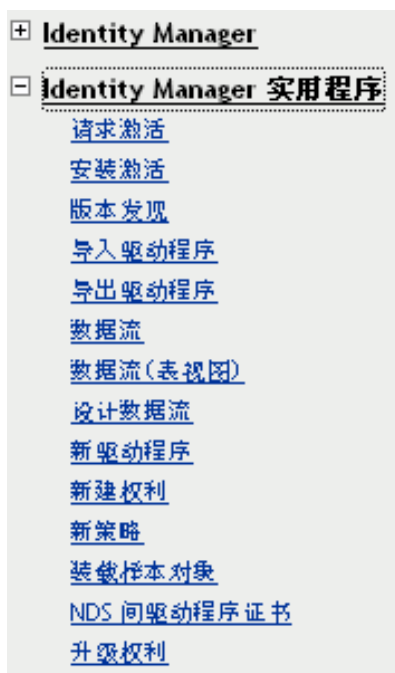 Identity Manager
Identity Manager 实用程序
请求激活
安装激活
版本发现
导入驱动程序
导出驱动程序
数据流
数据流(表视图)
设计数据流
新驱动程序
新建权利
新策略
装载样本对象
NDS 间驱动程序证书
升级权利